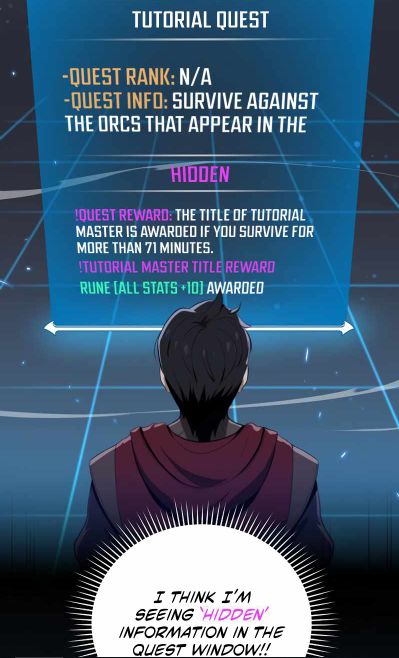 TUTORIAL QUEST
-QUEST RANK: N/A
-QUEST INFO: SURVIVE AGAINST
THE ORCS THAT APPEAR IN THE
HIDDEN
!QUEST REWARD: THE TITLE OF TUTORIAL
MASTER IS AWARDED IF YOU SURVIVE FOR
MORE THAN 71 MINUTES.
!TUTORIAL MASTER TITLE REWARD
RUNE [ALL STATS +10] AWARDED
I THINK I'M
SEEING 'HIDDEN'
INFORMATION IN THE
QUEST WINDOW!!